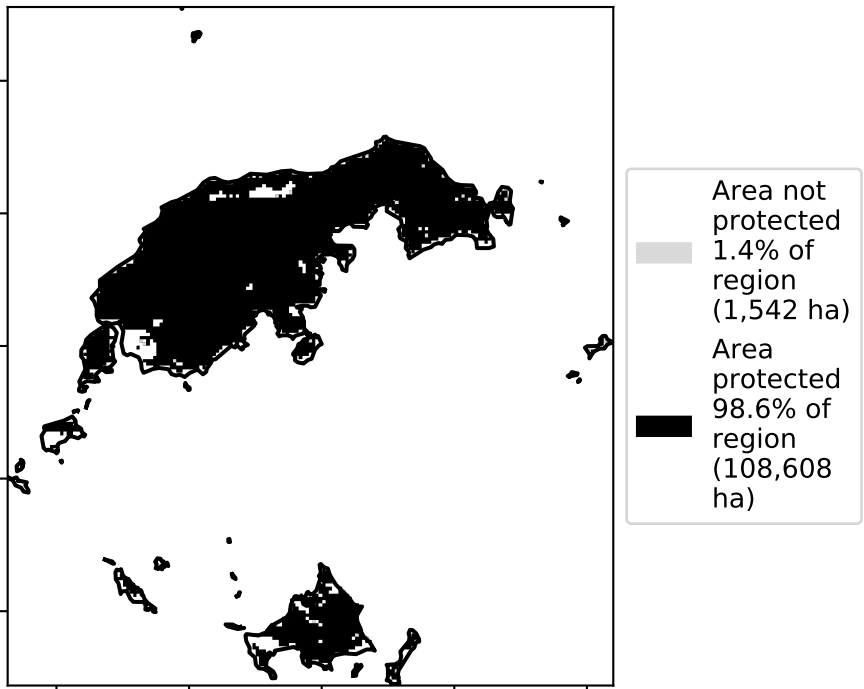 Area not
protected
1.4% of
region
(1,542 ha)
Area
protected
98.6% of
region
(108,608
ha)